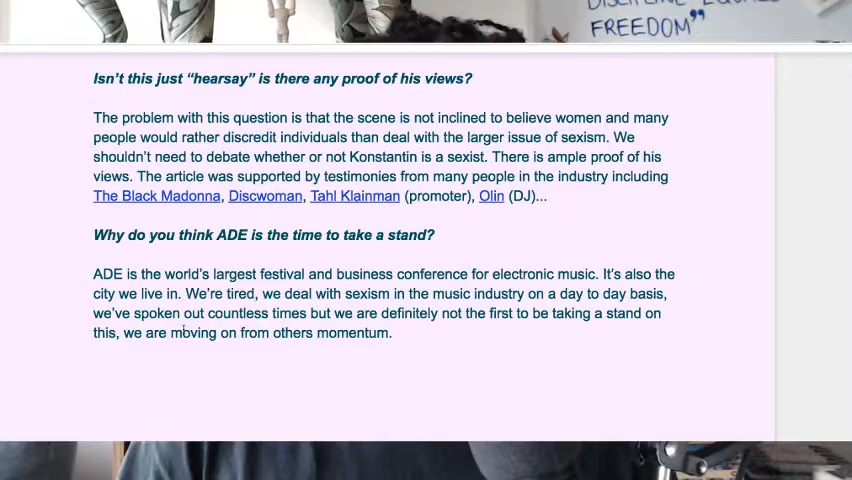 DISCIPLINE EQUALS
FREEDOM”
Isn’t this just “hearsay” is there any proof of his views?
The problem with this question is that the scene is not inclined to believe women and many
people would rather discredit individuals than deal with the larger issue of sexism. We
shouldn’t need to debate whether or not Konstantin is a sexist. There is ample proof of his
views. The article was supported by testimonies from many people in the industry including
The Black Madonna, Discwoman, Tahl Klainman (promoter), Olin (DJ)...
Why do you think ADE is the time to take a stand?
ADE is the world’s largest festival and business conference for electronic music. It’s also the
city we live in. We’re tired, we deal with sexism in the music industry on a day to day basis,
we’ve spoken out countless times but we are definitely not the first to be taking a stand on
this, we are moving on from others momentum.